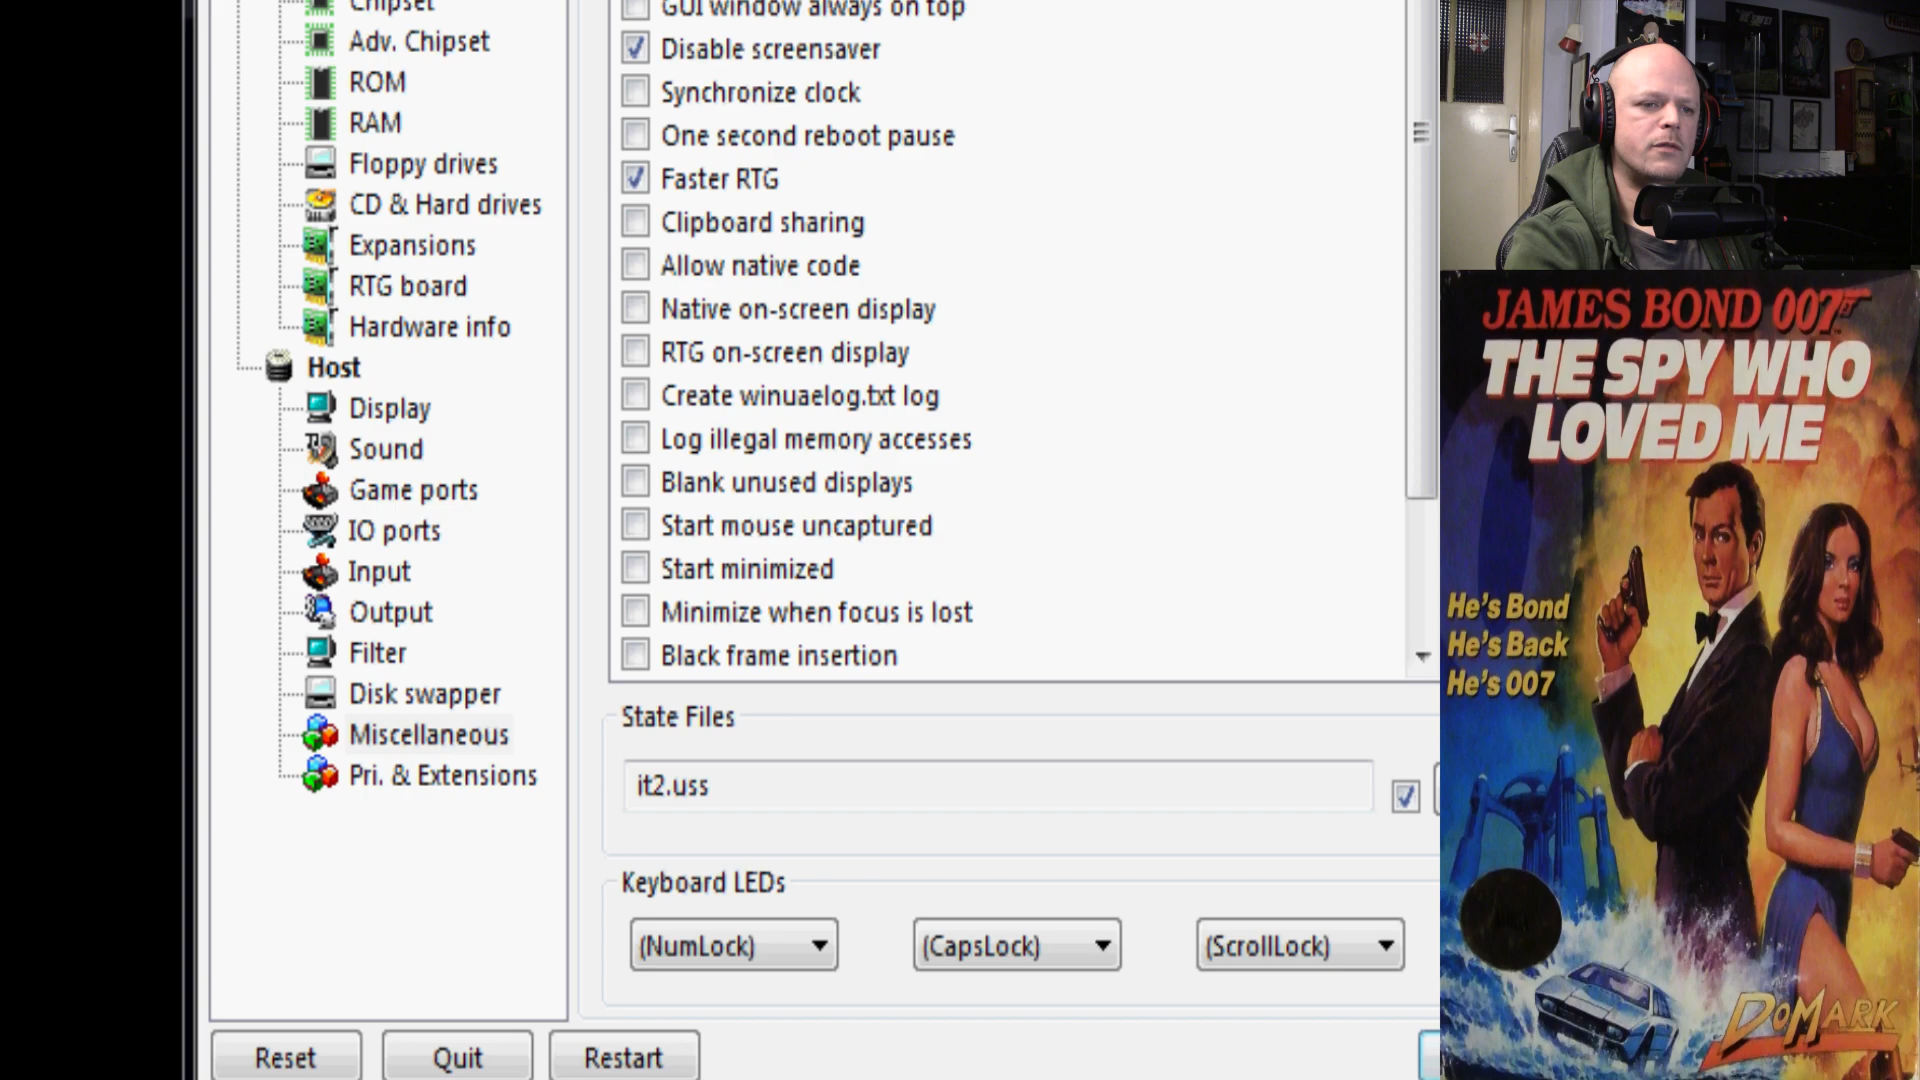 Chipset
Adv. Chipset
ROM
RAM
Floppy drives
CD & Hard drives
Expansions
RTG board
Hardware info
Host
Display
Sound
Game ports
IO ports
Input
Output
Filter
Disk swapper
Miscellaneous
Pri. & Extensions
GUI window always on top
Disable screensaver
Synchronize clock
One second reboot pause
Faster RTG
Clipboard sharing
Allow native code
Native on-screen display
RTG on-screen display
Create winuaelog.txt log
Log illegal memory accesses
Blank unused displays
Start mouse uncaptured
Start minimized
Minimize when focus is lost
Black frame insertion
State Files
it2.uss
Keyboard LEDs
(NumLock)
(CapsLock)
(ScrollLock)
Reset
Quit
Restart
JAMES BOND 007
THE SPY WHO
LOVED ME
He's Bond
He's Back
He's 007
DOMARK